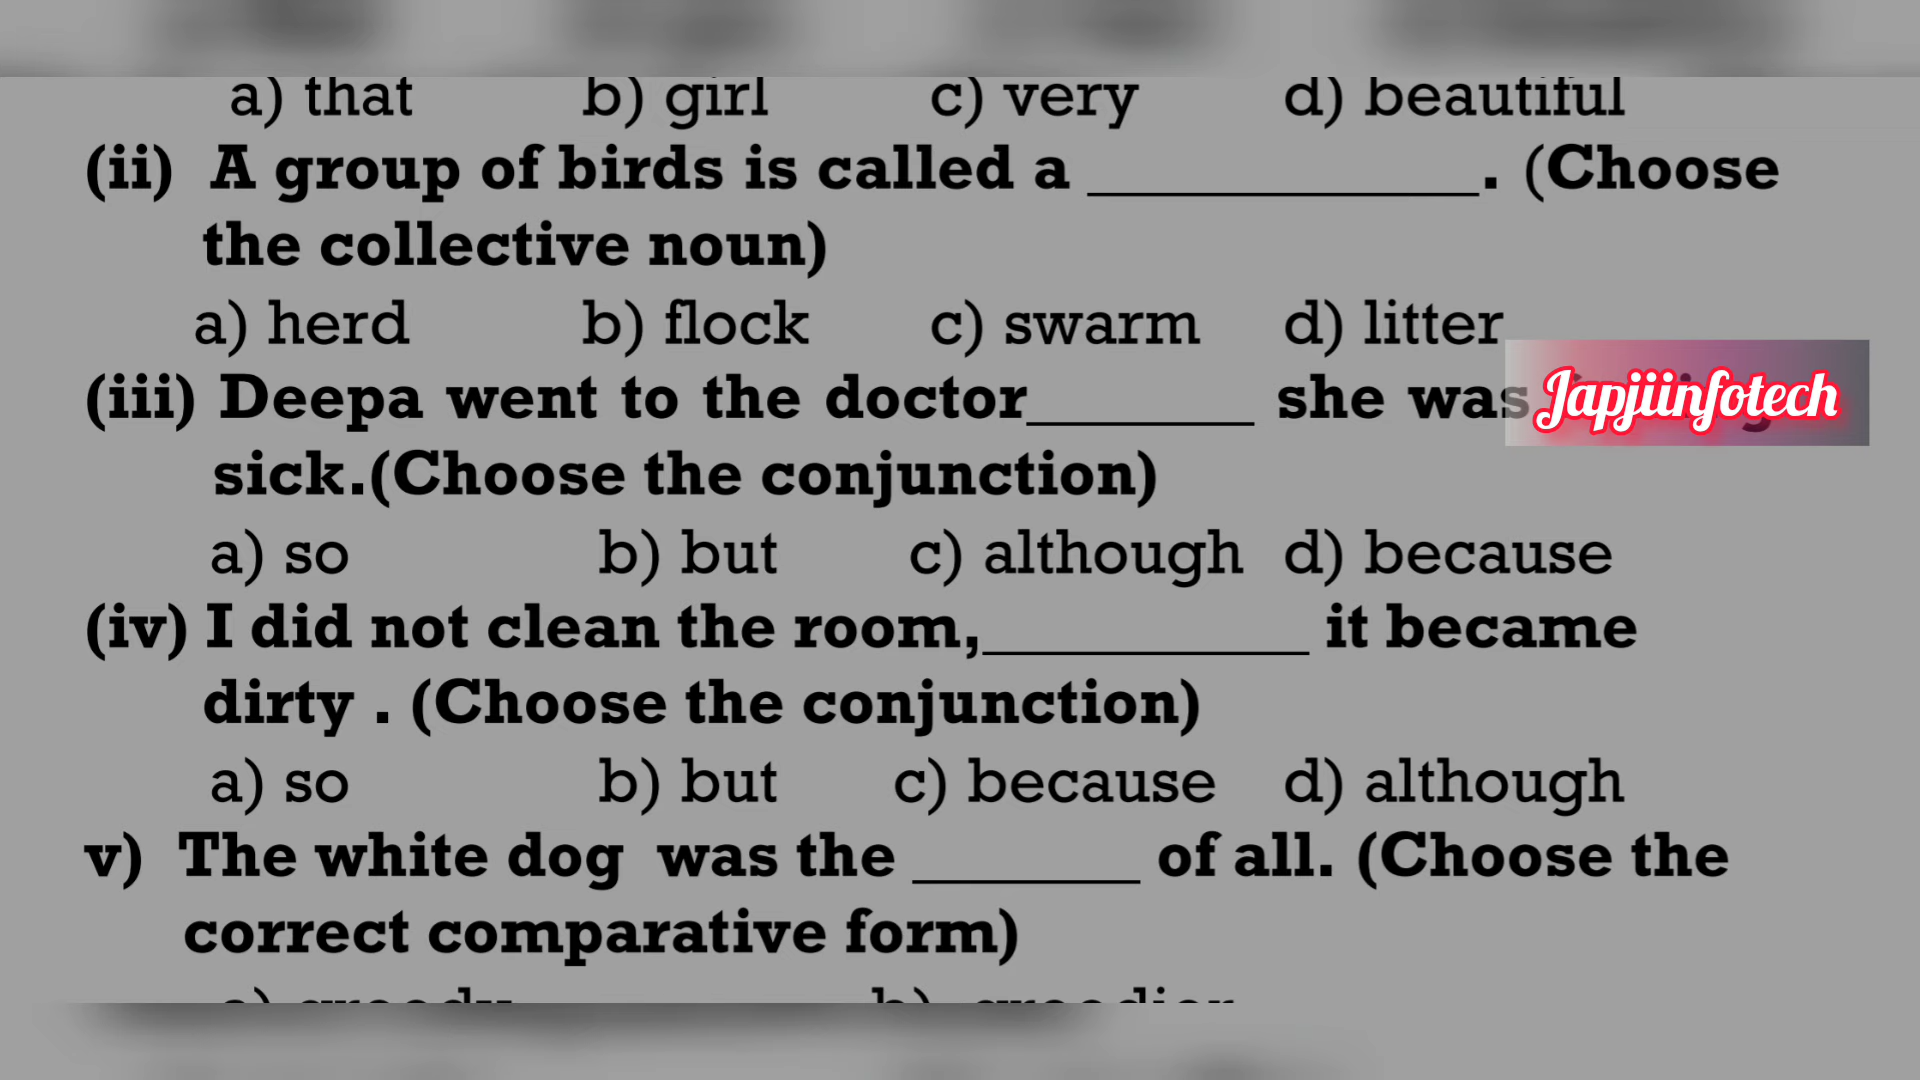 a) that b) girl c) very d) beautiful
(ii) A group of birds is called a ____________. (Choose
the collective noun)
a) herd b) flock c) swarm d) litter
(iii) Deepa went to the doctor_______ she was
Japjiinfotech
sick.(Choose the conjunction)
a) so b) but c) although d) because
(iv) I did not clean the room,__________ it became
dirty . (Choose the conjunction)
a) so b) but c) because d) although
v) The white dog was the _______ of all. (Choose the
correct comparative form)